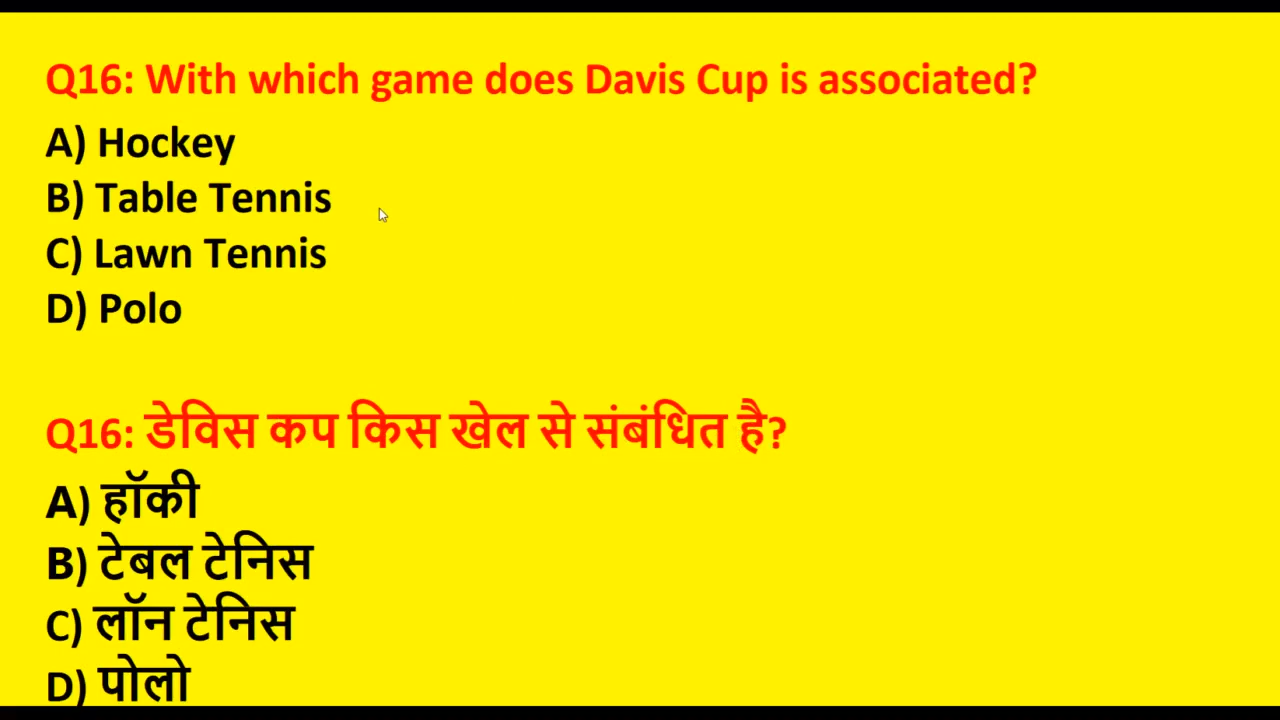 Q16: With which game does Davis Cup is associated?
A) Hockey
B) Table Tennis
C) Lawn Tennis
D) Polo
Q16: डेविस कप किस खेल से संबंधित है?
A) हॉकी
B) टेबल टेनिस
C) लॉन टेनिस
D) पोलो